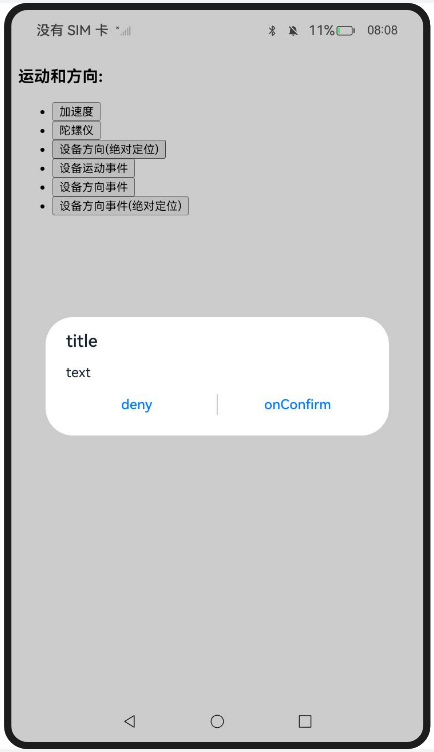 没有 SIM 卡 11% 08:08
运动和方向:
加速度
陀螺仪
设备方向(绝对定位)
设备运动事件
设备方向事件
设备方向事件(绝对定位)
title
text
deny onConfirm